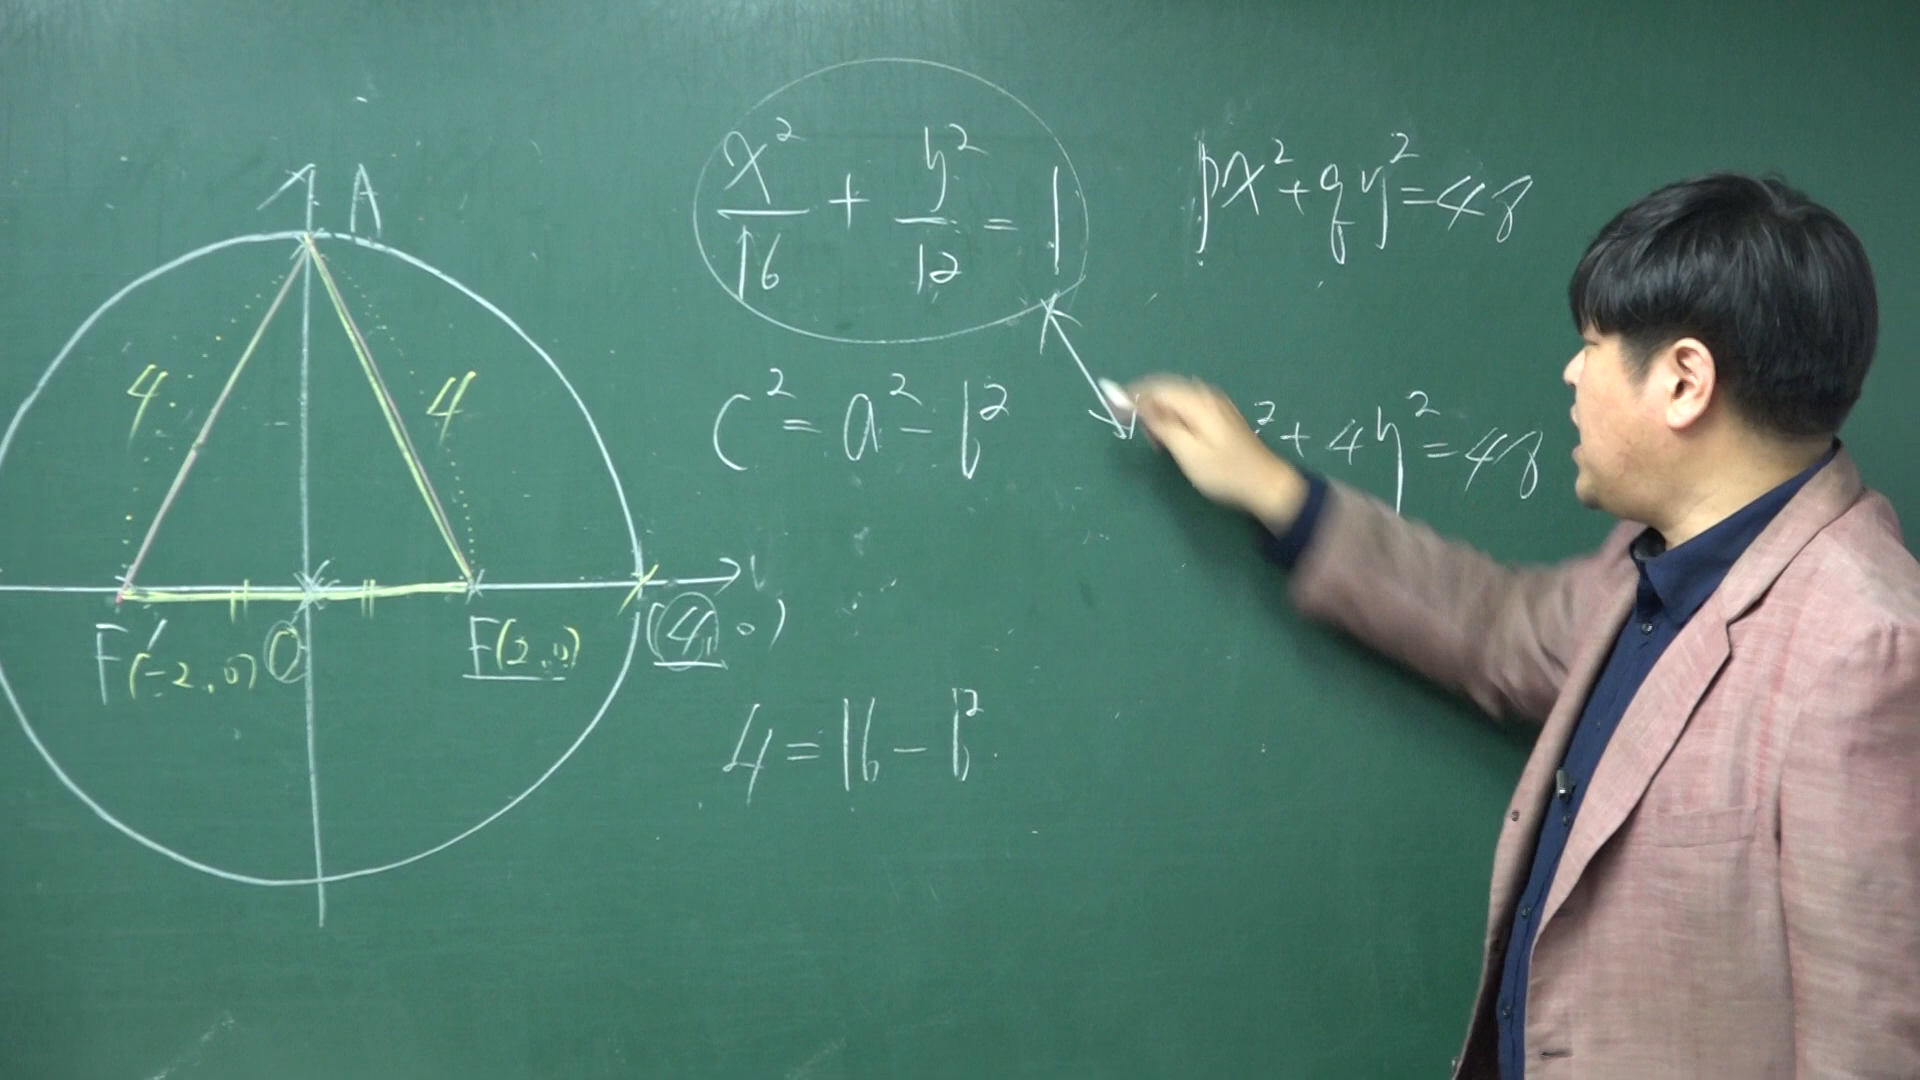 A
4
4
F'(-2, 0)
O
F(2, 0)
(4, 0)
x²/16 + y²/12 = 1
c² = a² - b²
4 = 16 - b²
px² + qy² = 48
² + 4y² = 48